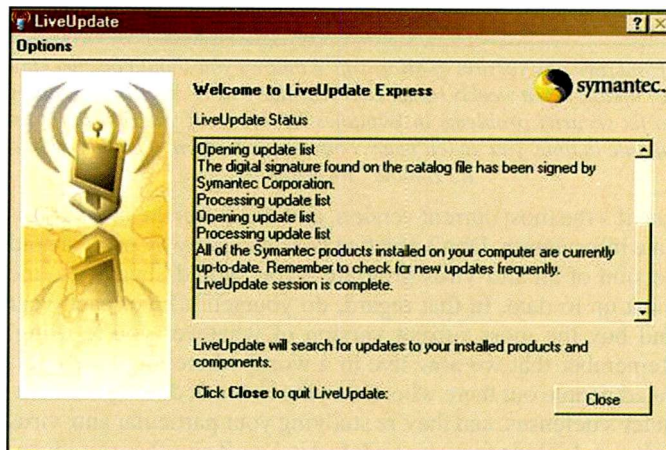 LiveUpdate
Options
Welcome to LiveUpdate Express
symantec.
LiveUpdate Status
Opening update list
The digital signature found on the catalog file has been signed by
Symantec Corporation.
Processing update list
Opening update list
Processing update list
All of the Symantec products installed on your computer are currently
up-to-date. Remember to check for new updates frequently.
LiveUpdate session is complete.
LiveUpdate will search for updates to your installed products and
components.
Click Close to quit LiveUpdate:
Close